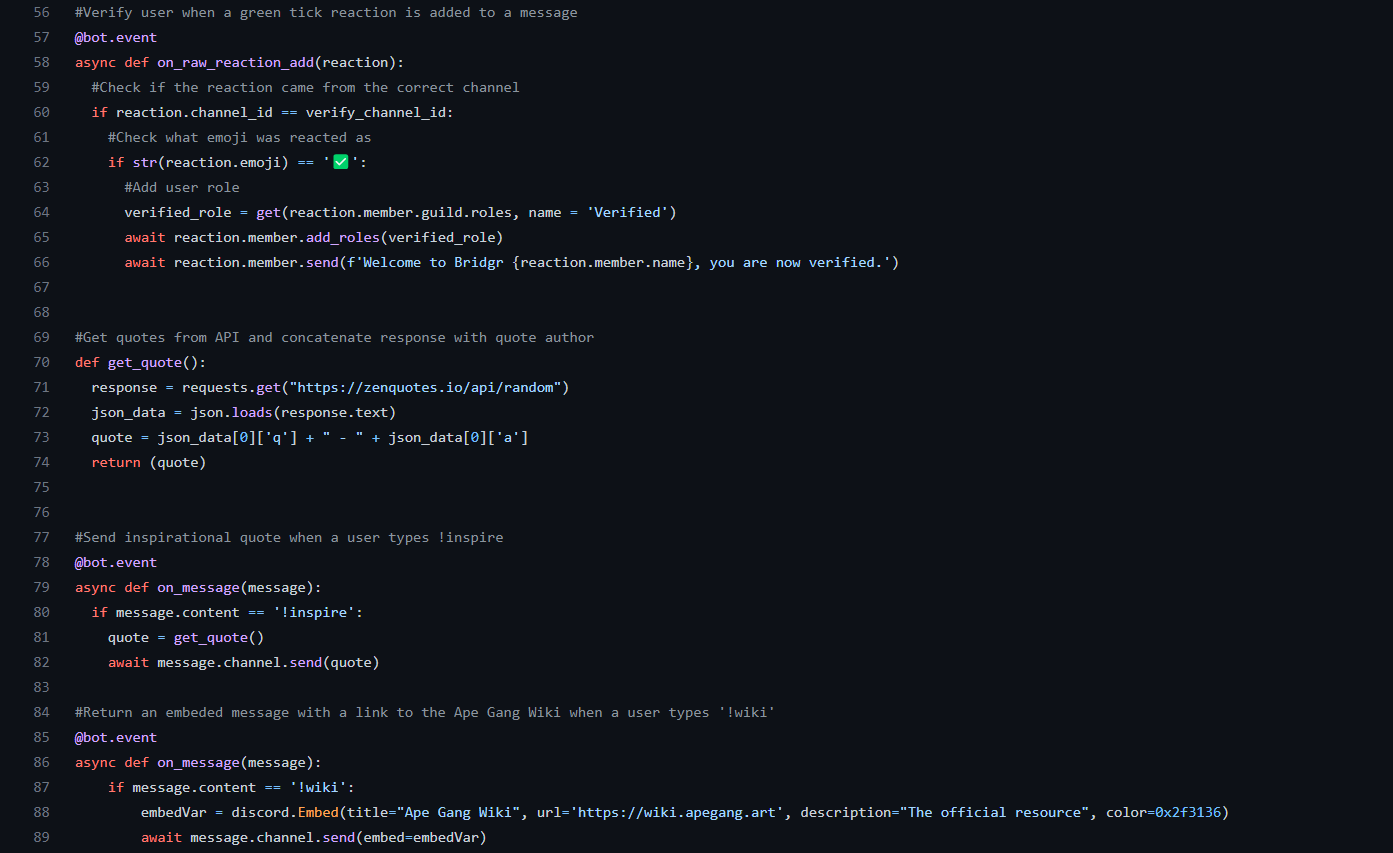 56 #Verify user when a green tick reaction is added to a message
57 @bot.event
58 async def on_raw_reaction_add(reaction):
59   #Check if the reaction came from the correct channel
60   if reaction.channel_id == verify_channel_id:
61     #Check what emoji was reacted as
62     if str(reaction.emoji) == '✅':
63       #Add user role
64       verified_role = get(reaction.member.guild.roles, name = 'Verified')
65       await reaction.member.add_roles(verified_role)
66       await reaction.member.send(f'Welcome to Bridgr {reaction.member.name}, you are now verified.')
67
68
69 #Get quotes from API and concatenate response with quote author
70 def get_quote():
71   response = requests.get("https://zenquotes.io/api/random")
72   json_data = json.loads(response.text)
73   quote = json_data[0]['q'] + " - " + json_data[0]['a']
74   return (quote)
75
76
77 #Send inspirational quote when a user types !inspire
78 @bot.event
79 async def on_message(message):
80   if message.content == '!inspire':
81     quote = get_quote()
82     await message.channel.send(quote)
83
84 #Return an embeded message with a link to the Ape Gang Wiki when a user types '!wiki'
85 @bot.event
86 async def on_message(message):
87     if message.content == '!wiki':
88         embedVar = discord.Embed(title="Ape Gang Wiki", url='https://wiki.apegang.art', description="The official resource", color=0x2f3136)
89         await message.channel.send(embed=embedVar)